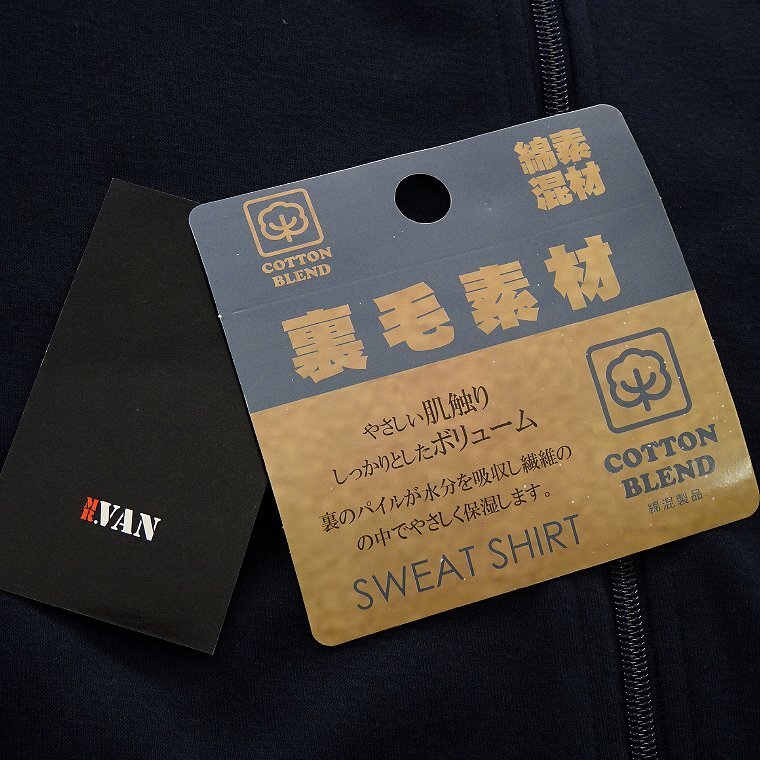 COTTON
BLEND
綿素
混材
裏毛素材
やさしい肌触り
しっかりとしたボリューム
裏のパイルが水分を吸収し繊維の
の中でやさしく保湿します。
SWEAT SHIRT
COTTON
BLEND
綿混製品
MR.VAN